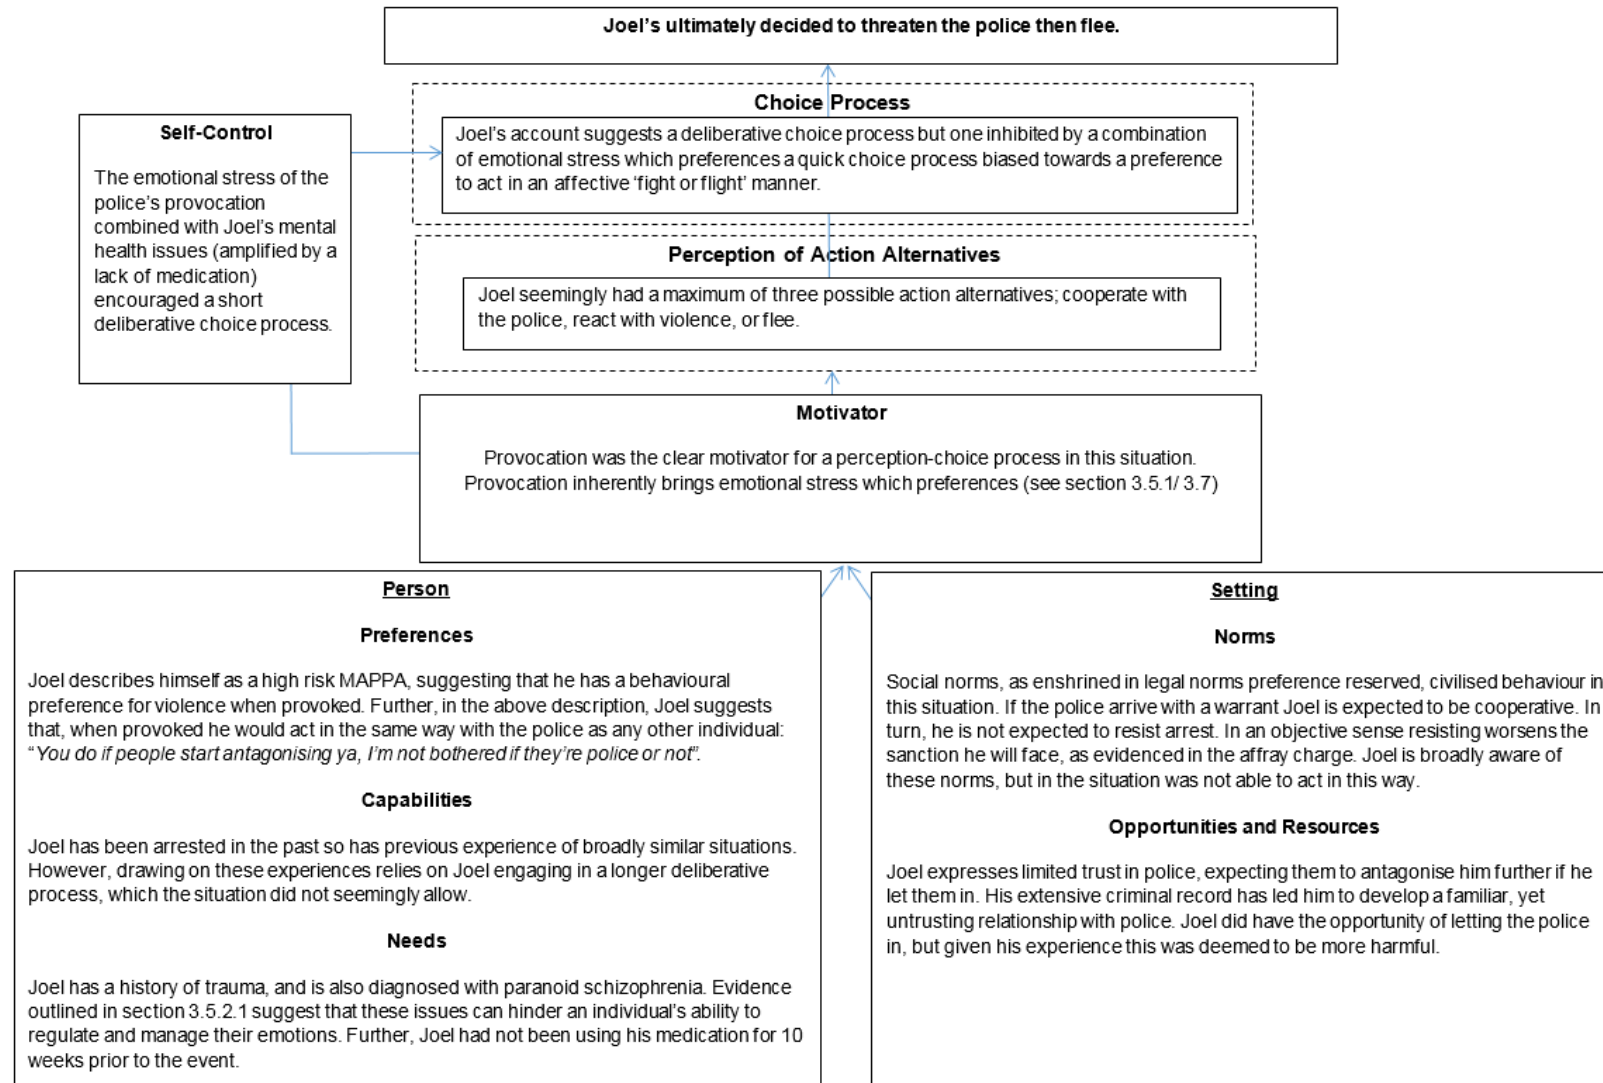 Joel's ultimately decided to threaten the police then flee.
Choice Process
Joel's account suggests a deliberative choice process but one inhibited by a combination
of emotional stress which preferences a quick choice process biased towards a preference
to act in an affective 'fight or flight' manner.
Self-Control
The emotional stress of the
police's provocation
combined with Joel's mental
health issues (amplified by a
lack of medication)
encouraged a short
deliberative choice process.
Perception of Action Alternatives
Joel seemingly had a maximum of three possible action alternatives; cooperate with
the police, react with violence, or flee.
Motivator
Provocation was the clear motivator for a perception-choice process in this situation.
Provocation inherently brings emotional stress which preferences (see section 3.5.1/ 3.7)
Person
Preferences
Joel describes himself as a high risk MAPPA, suggesting that he has a behavioural
preference for violence when provoked. Further, in the above description, Joel suggests
that, when provoked he would act in the same way with the police as any other individual:
“You do if people start antagonising ya, I'm not bothered if they're police or not”.
Capabilities
Joel has been arrested in the past so has previous experience of broadly similar situations.
However, drawing on these experiences relies on Joel engaging in a longer deliberative
process, which the situation did not seemingly allow.
Needs
Joel has a history of trauma, and is also diagnosed with paranoid schizophrenia. Evidence
outlined in section 3.5.2.1 suggest that these issues can hinder an individual's ability to
regulate and manage their emotions. Further, Joel had not been using his medication for 10
weeks prior to the event.
Setting
Norms
Social norms, as enshrined in legal norms preference reserved, civilised behaviour in
this situation. If the police arrive with a warrant Joel is expected to be cooperative. In
turn, he is not expected to resist arrest. In an objective sense resisting worsens the
sanction he will face, as evidenced in the affray charge. Joel is broadly aware of
these norms, but in the situation was not able to act in this way.
Opportunities and Resources
Joel expresses limited trust in police, expecting them to antagonise him further if he
let them in. His extensive criminal record has led him to develop a familiar, yet
untrusting relationship with police. Joel did have the opportunity of letting the police
in, but given his experience this was deemed to be more harmful.